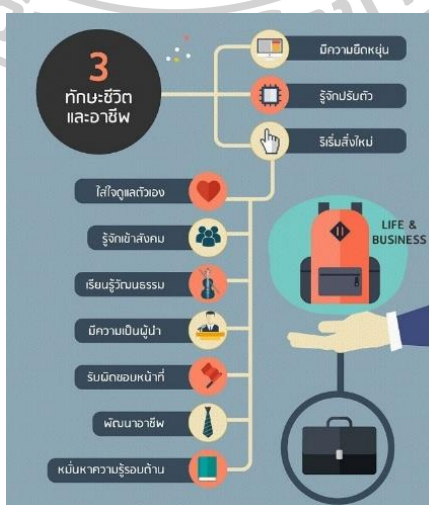 3
ทักษะชีวิต
และอาชีพ
มีความยืดหยุ่น
รู้จักปรับตัว
ริเริ่มสิ่งใหม่
ใส่ใจดูแลตัวเอง
รู้จักเข้าสังคม
เรียนรู้วัฒนธรรม
มีความเป็นผู้นำ
รับผิดชอบหน้าที่
พัฒนาอาชีพ
หมั่นหาความรู้รอบด้าน
LIFE &
BUSINESS